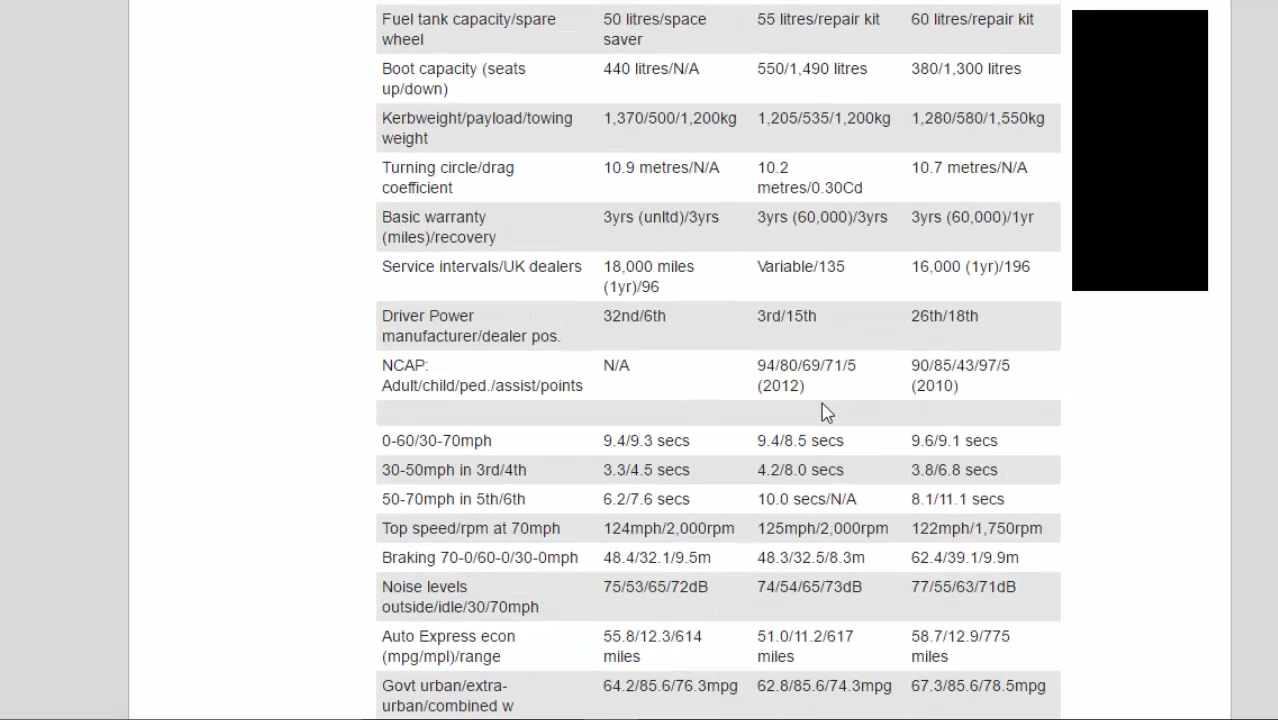 Fuel tank capacity/spare 50 litres/space 55 litres/repair kit 60 litres/repair kit
wheel saver
Boot capacity (seats 440 litres/N/A 550/1,490 litres 380/1,300 litres
up/down)
Kerbweight/payload/towing 1,370/500/1,200kg 1,205/535/1,200kg 1,280/580/1,550kg
weight
Turning circle/drag 10.9 metres/N/A 10.2 10.7 metres/N/A
coefficient metres/0.30Cd
Basic warranty 3yrs (unltd)/3yrs 3yrs (60,000)/3yrs 3yrs (60,000)/1yr
(miles)/recovery
Service intervals/UK dealers 18,000 miles Variable/135 16,000 (1yr)/196
(1yr)/96
Driver Power 32nd/6th 3rd/15th 26th/18th
manufacturer/dealer pos.
NCAP: N/A 94/80/69/71/5 90/85/43/97/5
Adult/child/ped./assist/points (2012) (2010)
0-60/30-70mph 9.4/9.3 secs 9.4/8.5 secs 9.6/9.1 secs
30-50mph in 3rd/4th 3.3/4.5 secs 4.2/8.0 secs 3.8/6.8 secs
50-70mph in 5th/6th 6.2/7.6 secs 10.0 secs/N/A 8.1/11.1 secs
Top speed/rpm at 70mph 124mph/2,000rpm 125mph/2,000rpm 122mph/1,750rpm
Braking 70-0/60-0/30-0mph 48.4/32.1/9.5m 48.3/32.5/8.3m 62.4/39.1/9.9m
Noise levels 75/53/65/72dB 74/54/65/73dB 77/55/63/71dB
outside/idle/30/70mph
Auto Express econ 55.8/12.3/614 51.0/11.2/617 58.7/12.9/775
(mpg/mpl)/range miles miles miles
Govt urban/extra- 64.2/85.6/76.3mpg 62.8/85.6/74.3mpg 67.3/85.6/78.5mpg
urban/combined w